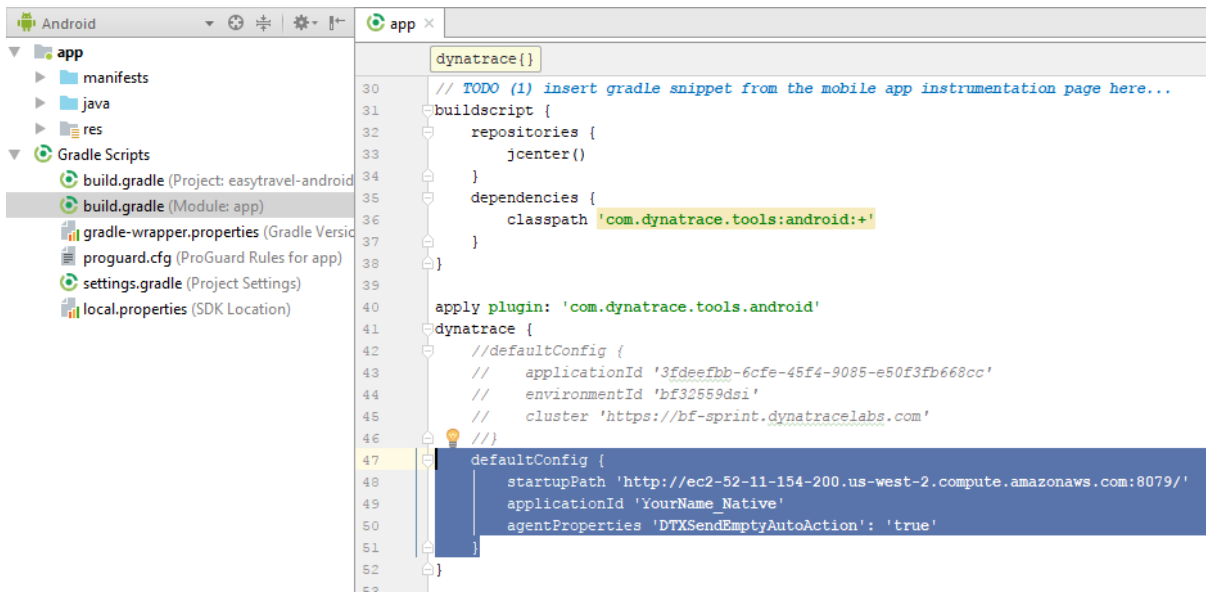 Android
app
manifests
java
res
Gradle Scripts
build.gradle (Project: easytravel-android
build.gradle (Module: app)
gradle-wrapper.properties (Gradle Versic
proguard.cfg (ProGuard Rules for app)
settings.gradle (Project Settings)
local.properties (SDK Location)
app
dynatrace{}
30 // TODO (1) insert gradle snippet from the mobile app instrumentation page here...
31 buildscript {
32 repositories {
33 jcenter()
34 }
35 dependencies {
36 classpath 'com.dynatrace.tools:android:+'
37 }
38 }
39
40 apply plugin: 'com.dynatrace.tools.android'
41 dynatrace {
42 //defaultConfig {
43 // applicationId '3fdeefbb-6cfe-45f4-9085-e50f3fb668cc'
44 // environmentId 'bf32559dsi'
45 // cluster 'https://bf-sprint.dynatracelabs.com'
46 //}
47 defaultConfig {
48 startupPath 'http://ec2-52-11-154-200.us-west-2.compute.amazonaws.com:8079/'
49 applicationId 'YourName_Native'
50 agentProperties 'DTXSendEmptyAutoAction': 'true'
51 }
52 }
53